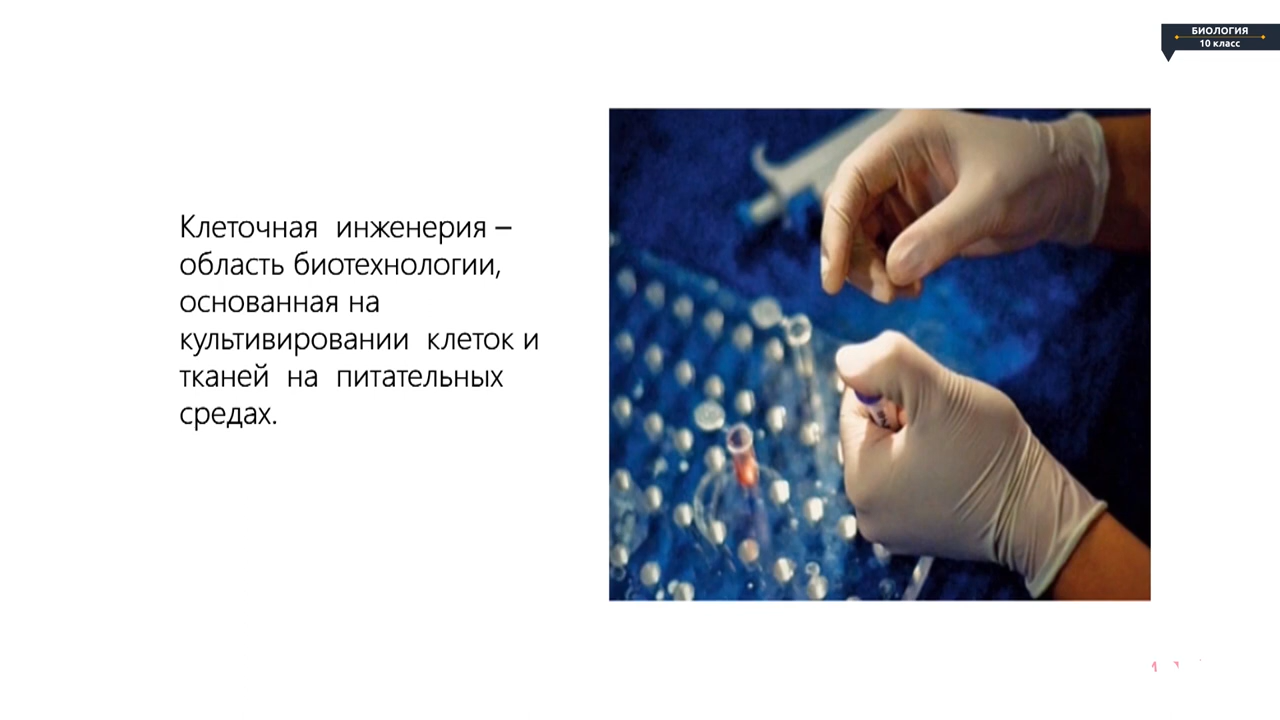 БИОЛОГИЯ
10 класс
Клеточная инженерия –
область биотехнологии,
основанная на
культивировании клеток и
тканей на питательных
средах.